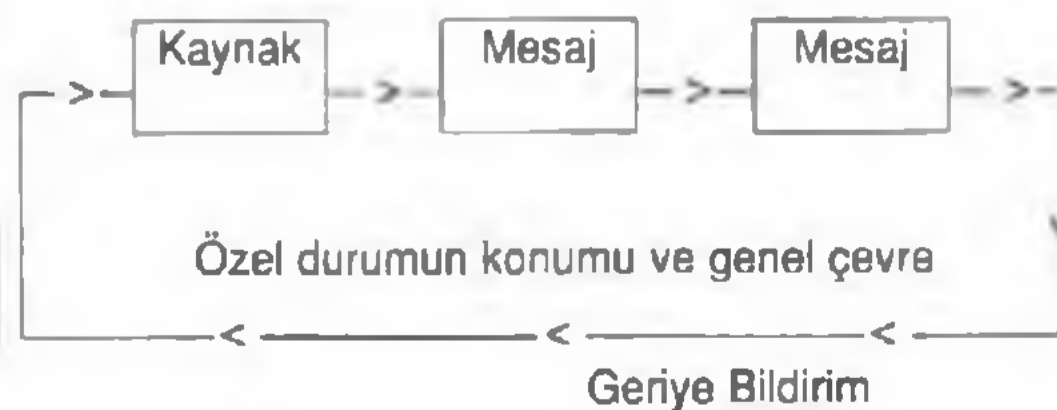 Kaynak Mesaj Mesaj
Özel durumun konumu ve genel çevre
Geriye Bildirim